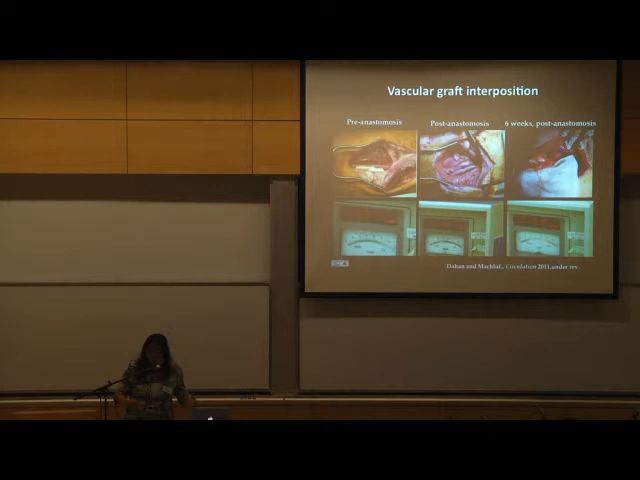 Vascular graft interposition
Pre-anastomosis
Post-anastomosis
6 weeks, post-anastomosis
Circulation 2011, under rev.